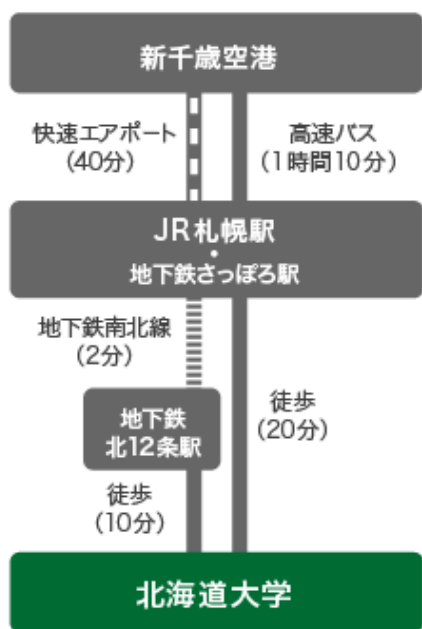 新千歳空港
快速エアポート
（40分）
高速バス
（1時間10分）
JR札幌駅
・
地下鉄さっぽろ駅
地下鉄南北線
（2分）
地下鉄
北12条駅
徒歩
（20分）
徒歩
（10分）
北海道大学